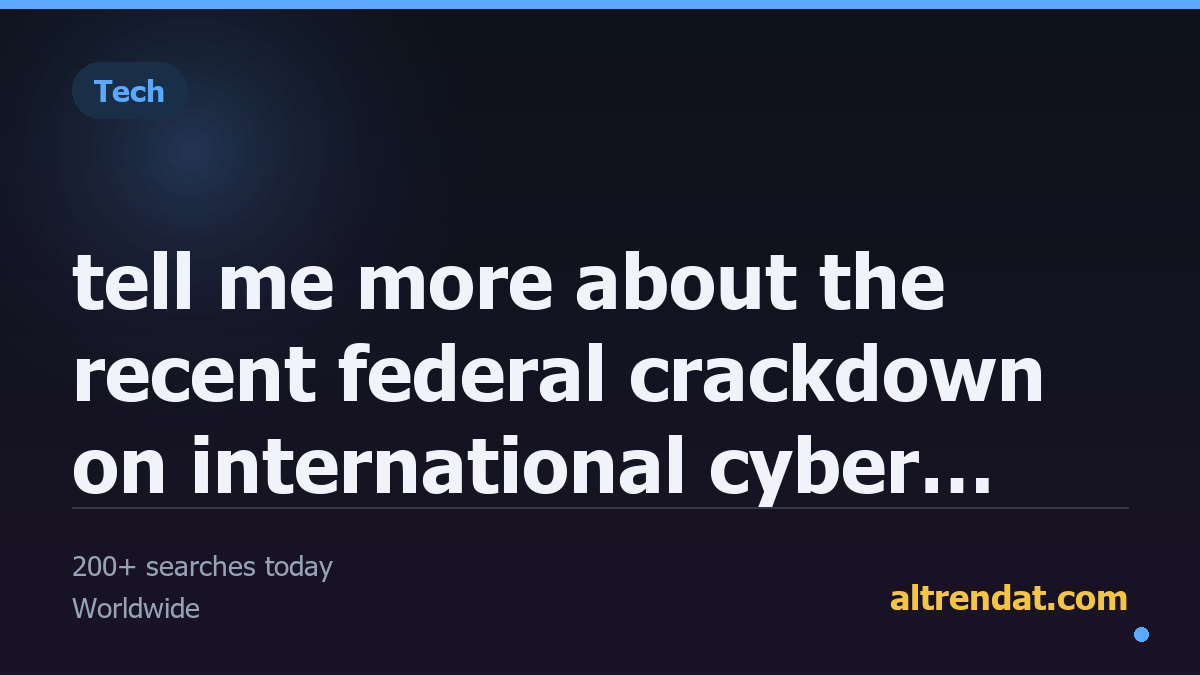 Tech
tell me more about the
recent federal crackdown
on international cyber...
200+ searches today
Worldwide
altrendat.com